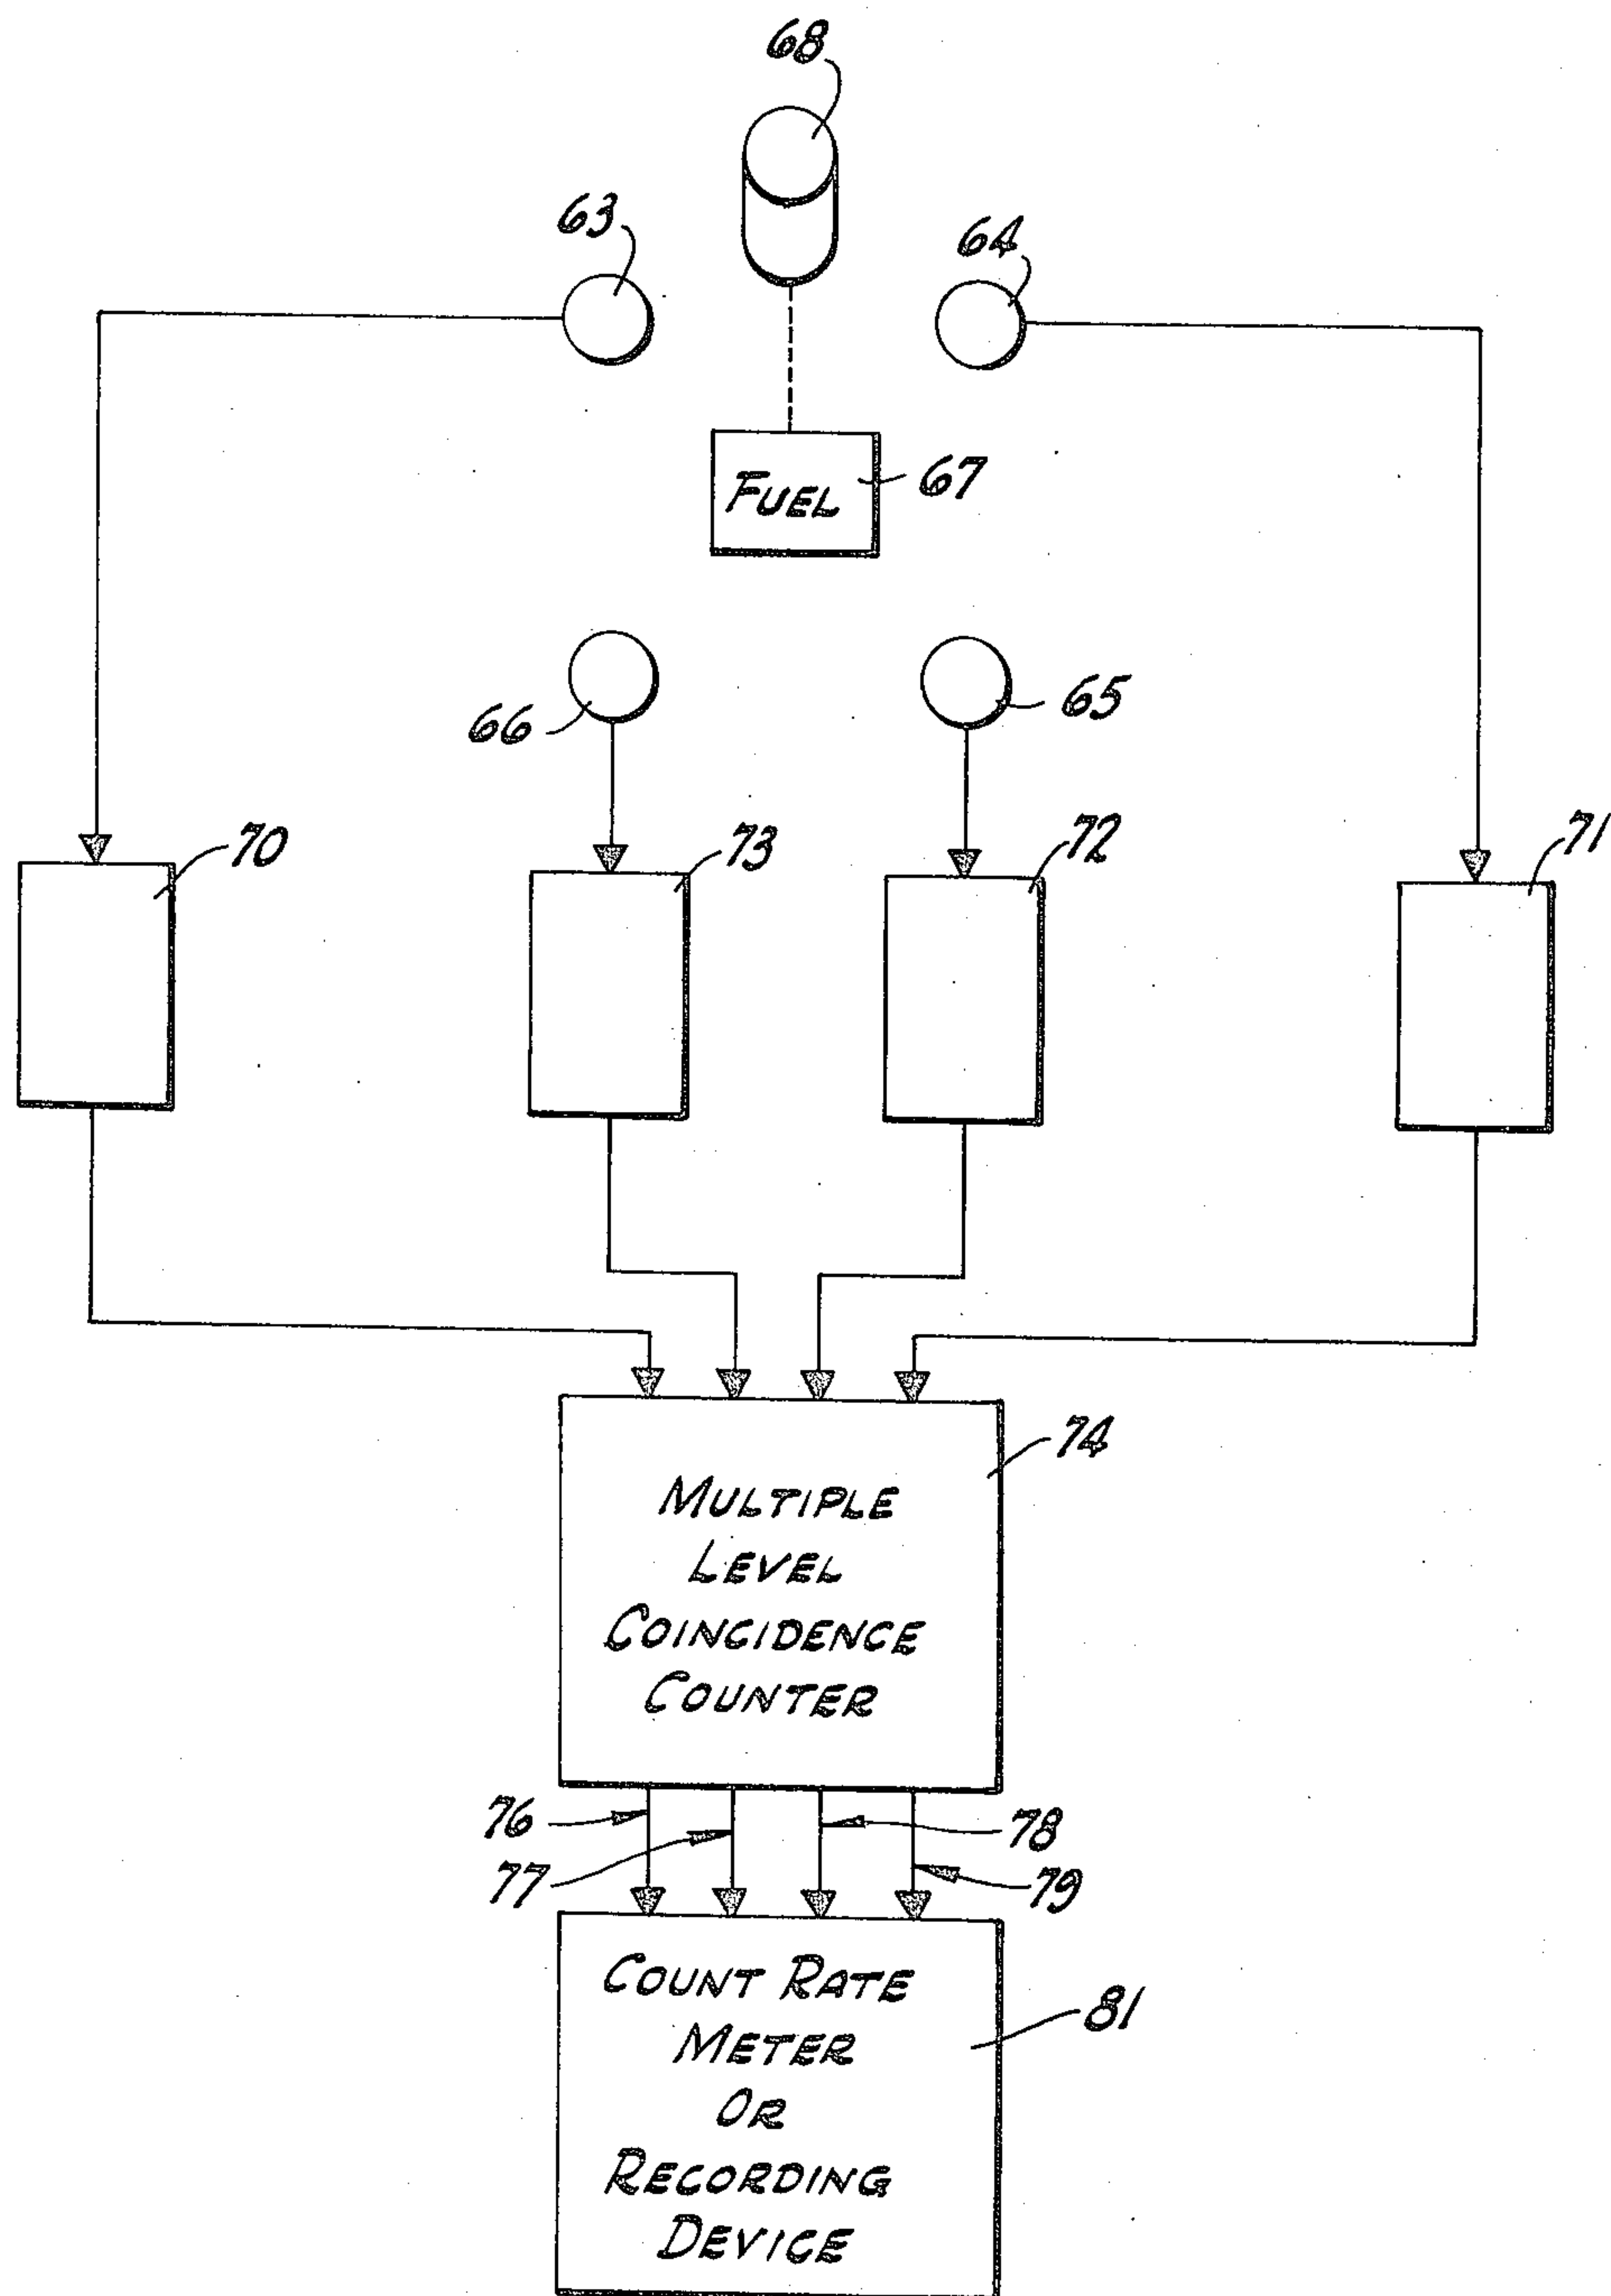 68
63
64
FUEL
67
66
65
70
73
72
71
74
MULTIPLE
LEVEL
COINCIDENCE
COUNTER
76
78
77
79
COUNT RATE
METER
OR
RECORDING
DEVICE
81